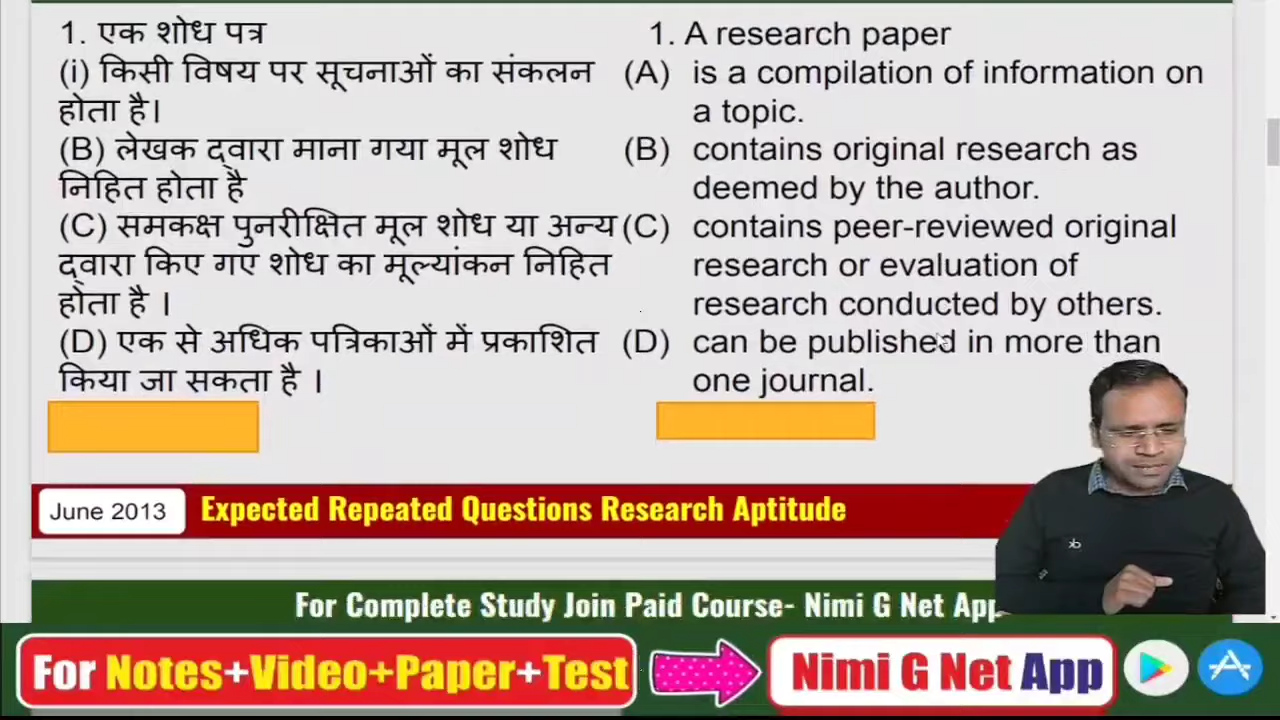 1. एक शोध पत्र
(i) किसी विषय पर सूचनाओं का संकलन
होता है।
(B) लेखक द्वारा माना गया मूल शोध
निहित होता है
(C) समकक्ष पुनरीक्षित मूल शोध या अन्य
द्वारा किए गए शोध का मूल्यांकन निहित
होता है ।
(D) एक से अधिक पत्रिकाओं में प्रकाशित
किया जा सकता है ।
1. A research paper
(A) is a compilation of information on
a topic.
(B) contains original research as
deemed by the author.
(C) contains peer-reviewed original
research or evaluation of
research conducted by others.
(D) can be published in more than
one journal.
June 2013 Expected Repeated Questions Research Aptitude
For Complete Study Join Paid Course- Nimi G Net App
For Notes+Video+Paper+Test Nimi G Net App